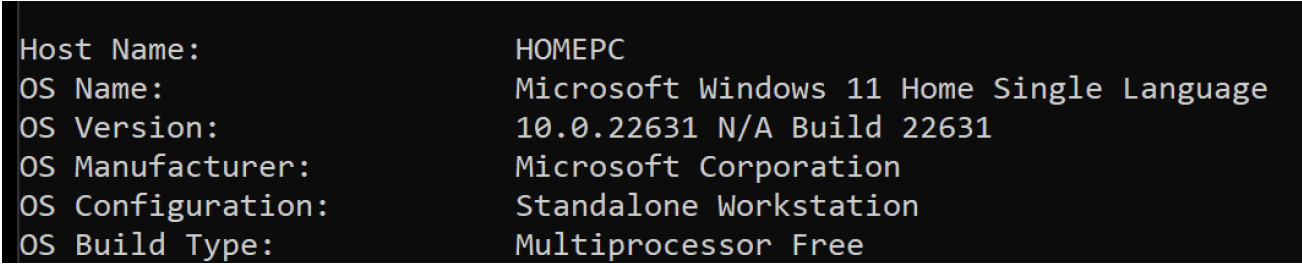 Host Name: HOMEPC
OS Name: Microsoft Windows 11 Home Single Language
OS Version: 10.0.22631 N/A Build 22631
OS Manufacturer: Microsoft Corporation
OS Configuration: Standalone Workstation
OS Build Type: Multiprocessor Free